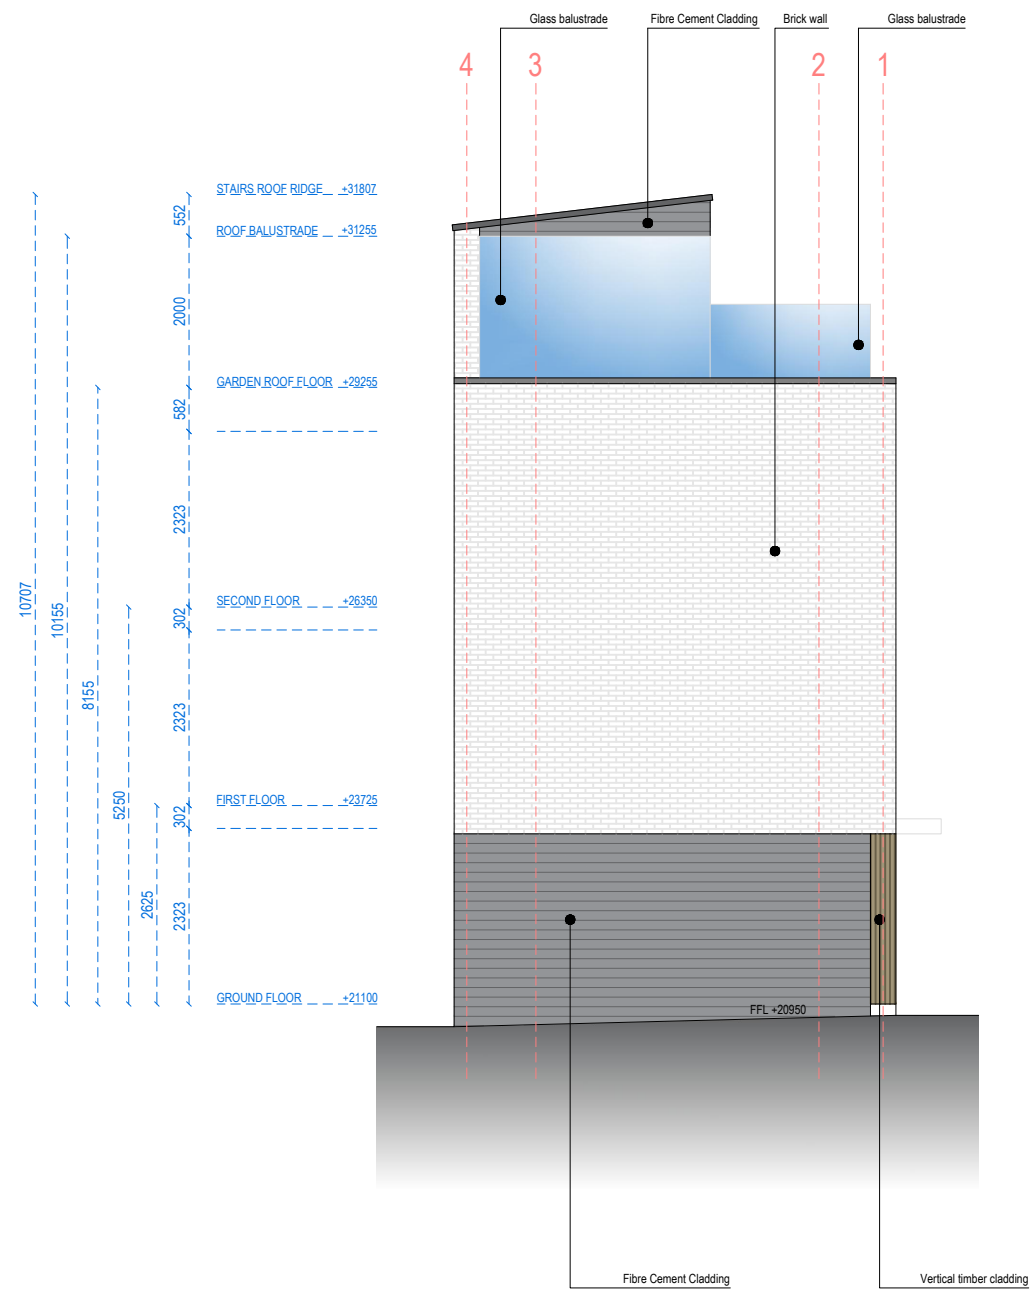 Glass balustrade
Fibre Cement Cladding
Brick wall
Glass balustrade
4
3
2
1
STAIRS ROOF RIDGE +31807
552
ROOF BALUSTRADE +31255
2000
GARDEN ROOF FLOOR +29255
582
2323
10707
10155
SECOND FLOOR +26350
302
8155
2323
5250
FIRST FLOOR +23725
302
2625
2323
GROUND FLOOR +21100
FFL +20950
Fibre Cement Cladding
Vertical timber cladding